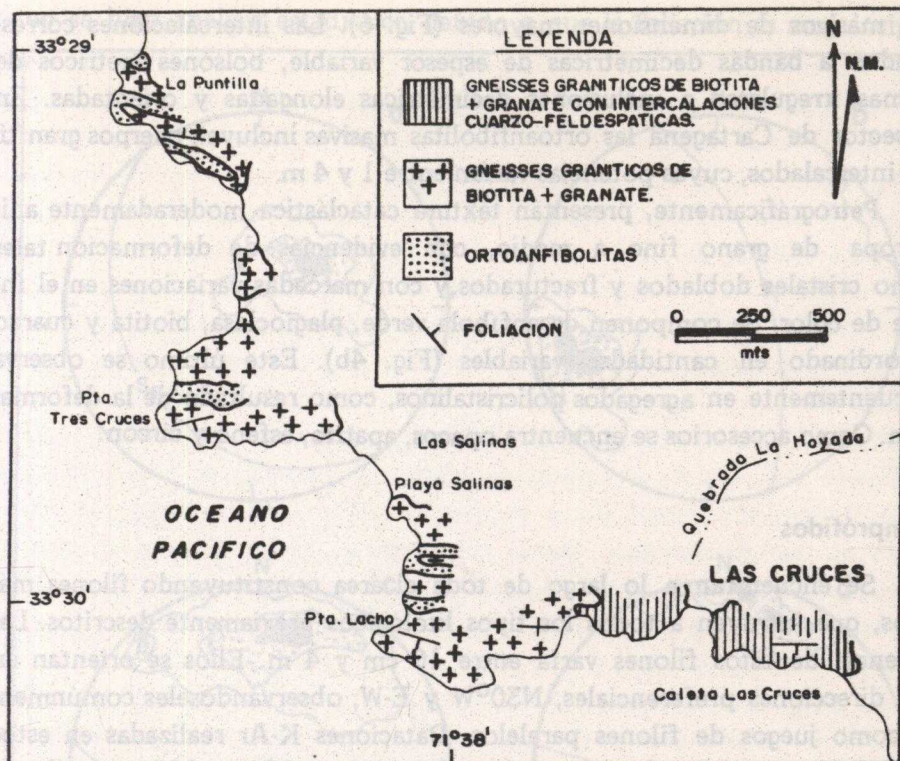 33°29'
La Puntilla
LEYENDA
GNEISSES GRANITICOS DE BIOTITA
+GRANATE CON INTERCALACIONES
CUARZO-FELDESPATICAS.
GNEISSES GRANITICOS DE
BIOTITA + GRANATE.
ORTOANFIBOLITAS
FOLIACION
N
N.M.
0 250 500
mts
Pta.
Tres Cruces
Las Salinas
Playa Salinas
Quebrada La Hoyada
OCEANO
PACIFICO
LAS CRUCES
33°30
Pta. Lacho
Caleta Las Cruces
71°38'